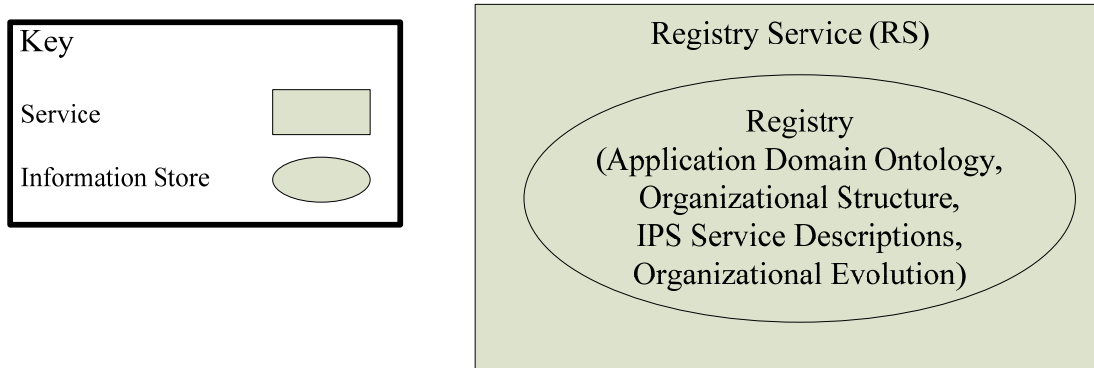 Key
Service
Information Store
Registry Service (RS)
Registry
(Application Domain Ontology,
Organizational Structure,
IPS Service Descriptions,
Organizational Evolution)